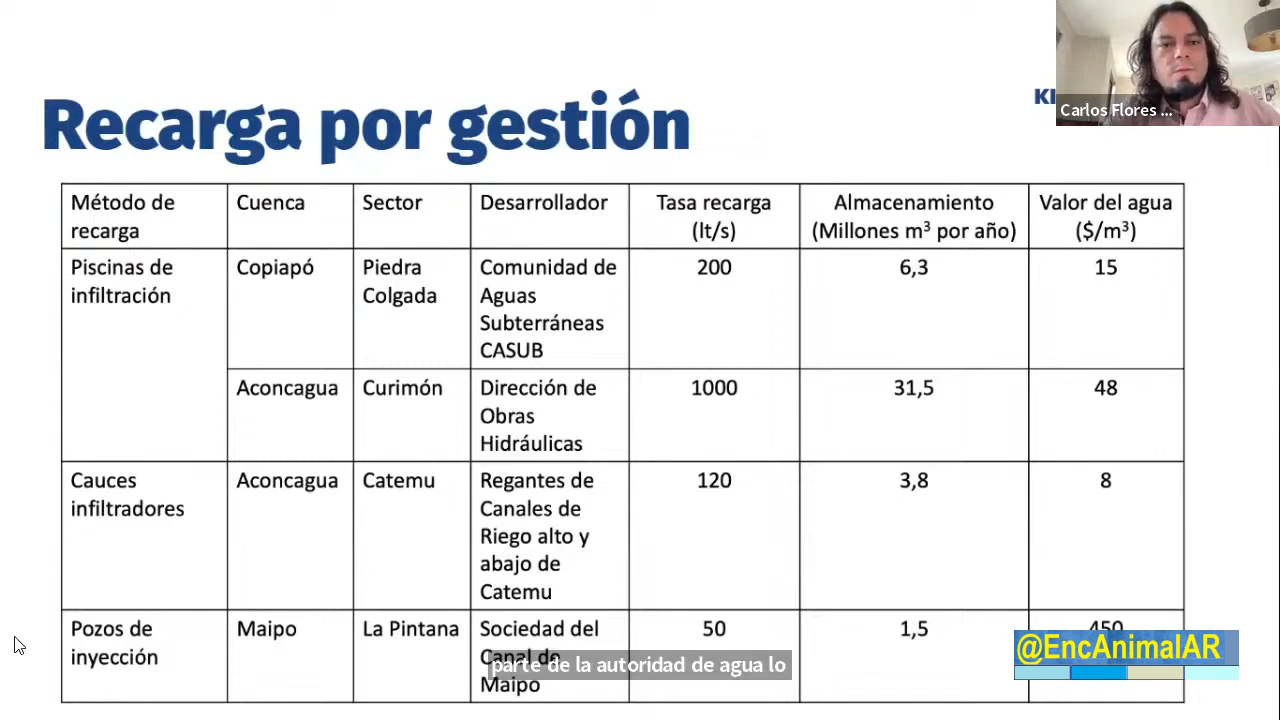 Recarga por gestión
Carlos Flores ...
Método de
recarga
Cuenca
Sector
Desarrollador
Tasa recarga
(lt/s)
Almacenamiento
(Millones m³ por año)
Valor del agua
($/m³)
Piscinas de
infiltración
Copiapó
Piedra
Colgada
Comunidad de
Aguas
Subterráneas
CASUB
200
6,3
15
Aconcagua
Curimón
Dirección de
Obras
Hidráulicas
1000
31,5
48
Cauces
infiltradores
Aconcagua
Catemu
Regantes de
Canales de
Riego alto y
abajo de
Catemu
120
3,8
8
Pozos de
inyección
Maipo
La Pintana
Sociedad del
Canal de
Maipo
50
1,5
450
parte de la autoridad de agua lo
@EncAnimalAR